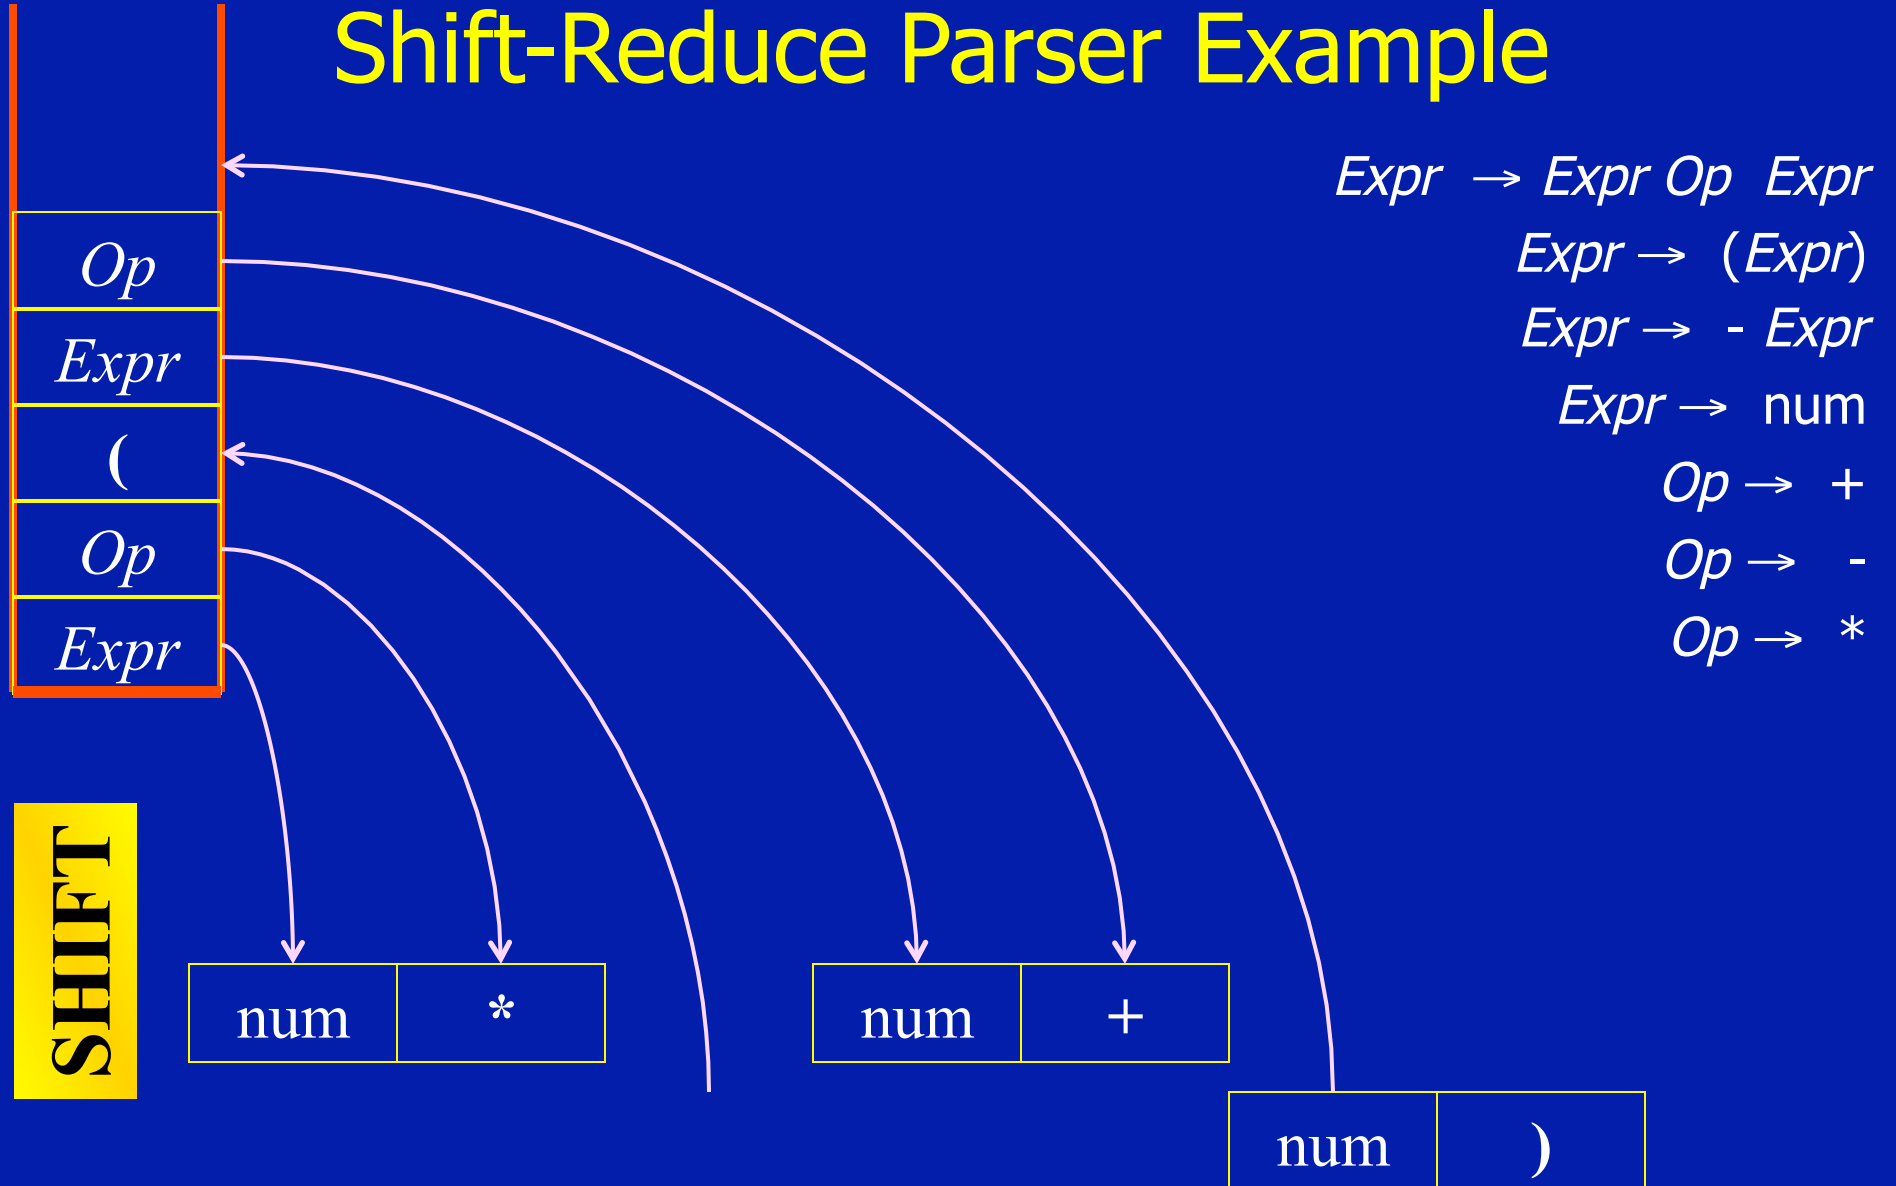 Shift-Reduce Parser Example
Expr → Expr Op Expr
Expr → (Expr)
Expr → - Expr
Expr → num
Op → +
Op → -
Op → *
Op
Expr
(
Op
Expr
SHIFT
num * num +
num )